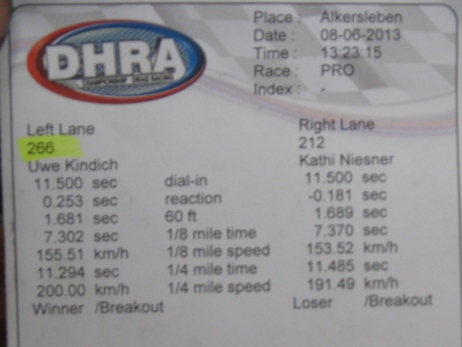 DHRA
CHAMPIONSHIP DRAG RACING
Place : Alkersleben
Date : 08-06-2013
Time : 13:23:15
Race : PRO
Index : -
Left Lane Right Lane
266 212
Uwe Kindich Kathi Niesner
11.500 sec dial-in 11.500 sec
0.253 sec reaction -0.181 sec
1.681 sec 60 ft 1.689 sec
7.302 sec 1/8 mile time 7.370 sec
155.51 km/h 1/8 mile speed 153.52 km/h
11.294 sec 1/4 mile time 11.485 sec
200.00 km/h 1/4 mile speed 191.49 km/h
Winner /Breakout Loser /Breakout